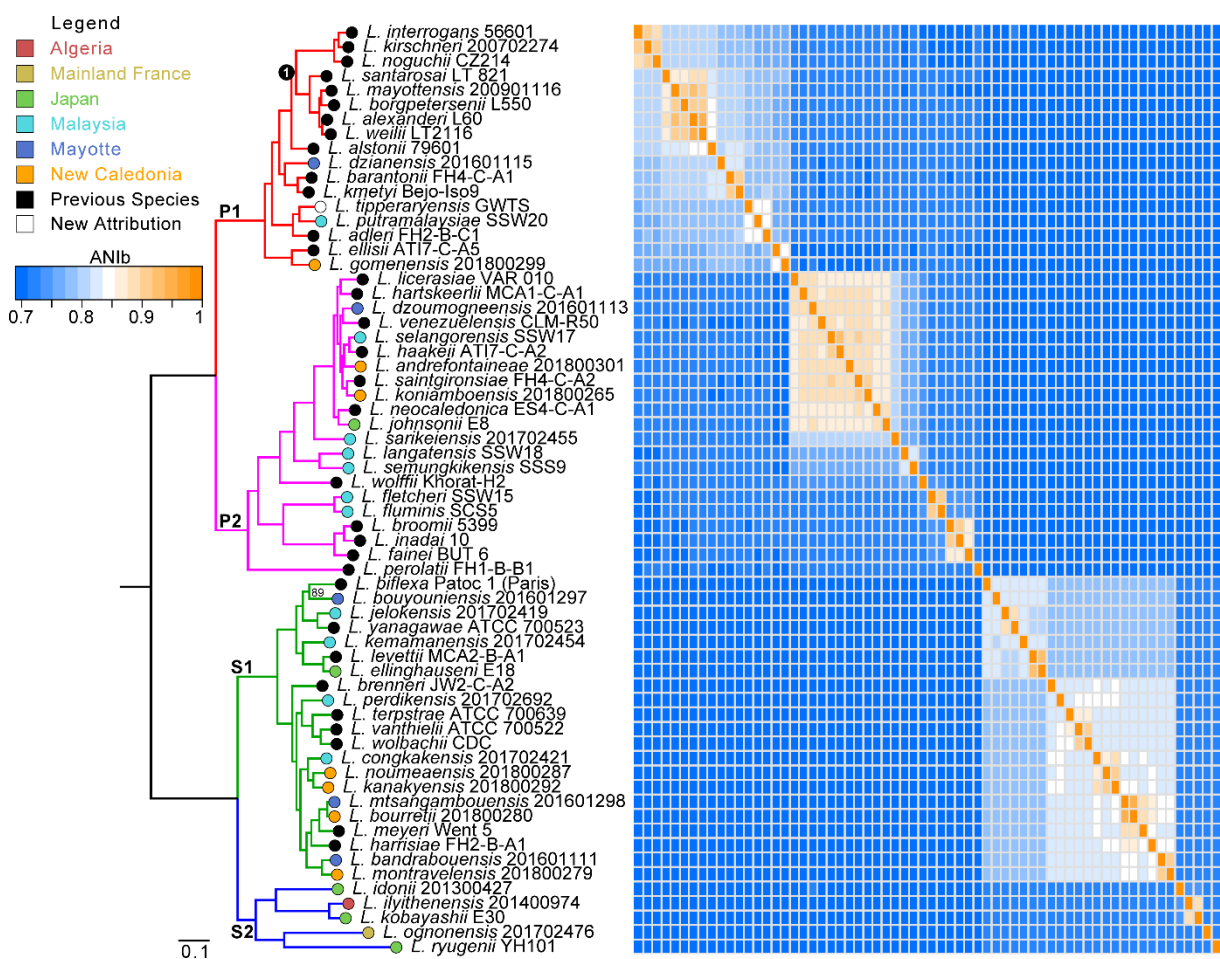 Legend
Algeria
Mainland France
Japan
Malaysia
Mayotte
New Caledonia
Previous Species
New Attribution
ANIb
0.7 0.8 0.9 1
1
P1
P2
89
S1
S2
0.1
L. interrogans 56601
L. kirschneri 200702274
L. noguchii CZ214
L. santarosai LT 821
L. mayottensis 200901116
L. borgpetersenii L550
L. alexanderi L60
L. weilii LT2116
L. alstonii 79601
L. dzianensis 201601115
L. barantonii FH4-C-A1
L. kmetyi Bejo-Iso9
L. tipperaryensis GWTS
L. putramalaysiae SSW20
L. adleri FH2-B-C1
L. ellisii ATI7-C-A5
L. gomenensis 201800299
L. licerasiae VAR 010
L. hartskeerlii MCA1-C-A1
L. dzoumogneensis 201601113
L. venezuelensis CLM-R50
L. selangorensis SSW17
L. haakeii ATI7-C-A2
L. andrefontaineae 201800301
L. saintgironsiae FH4-C-A2
L. koniamboensis 201800265
L. neocaledonica ES4-C-A1
L. johnsonii E8
L. sarikeiensis 201702455
L. langatensis SSW18
L. semungkikensis SSS9
L. wolffii Khorat-H2
L. fletcheri SSW15
L. fluminis SCS5
L. broomii 5399
L. inadai 10
L. fainei BUT 6
L. perolatii FH1-B-B1
L. biflexa Patoc 1 (Paris)
L. bouyouniensis 201601297
L. jelokensis 201702419
L. yanagawae ATCC 700523
L. kemamanensis 201702454
L. levettii MCA2-B-A1
L. ellinghauseni E18
L. brenneri JW2-C-A2
L. perdikensis 201702692
L. terpstrae ATCC 700639
L. vanthielii ATCC 700522
L. wolbachii CDC
L. congkakensis 201702421
L. noumeaensis 201800287
L. kanakyensis 201800292
L. mtsangambouensis 201601298
L. bourretii 201800280
L. meyeri Went 5
L. harrisiae FH2-B-A1
L. bandrabouensis 201601111
L. montravelensis 201800279
L. idonii 201300427
L. ilyithenensis 201400974
L. kobayashii E30
L. ognonensis 201702476
L. ryugenii YH101